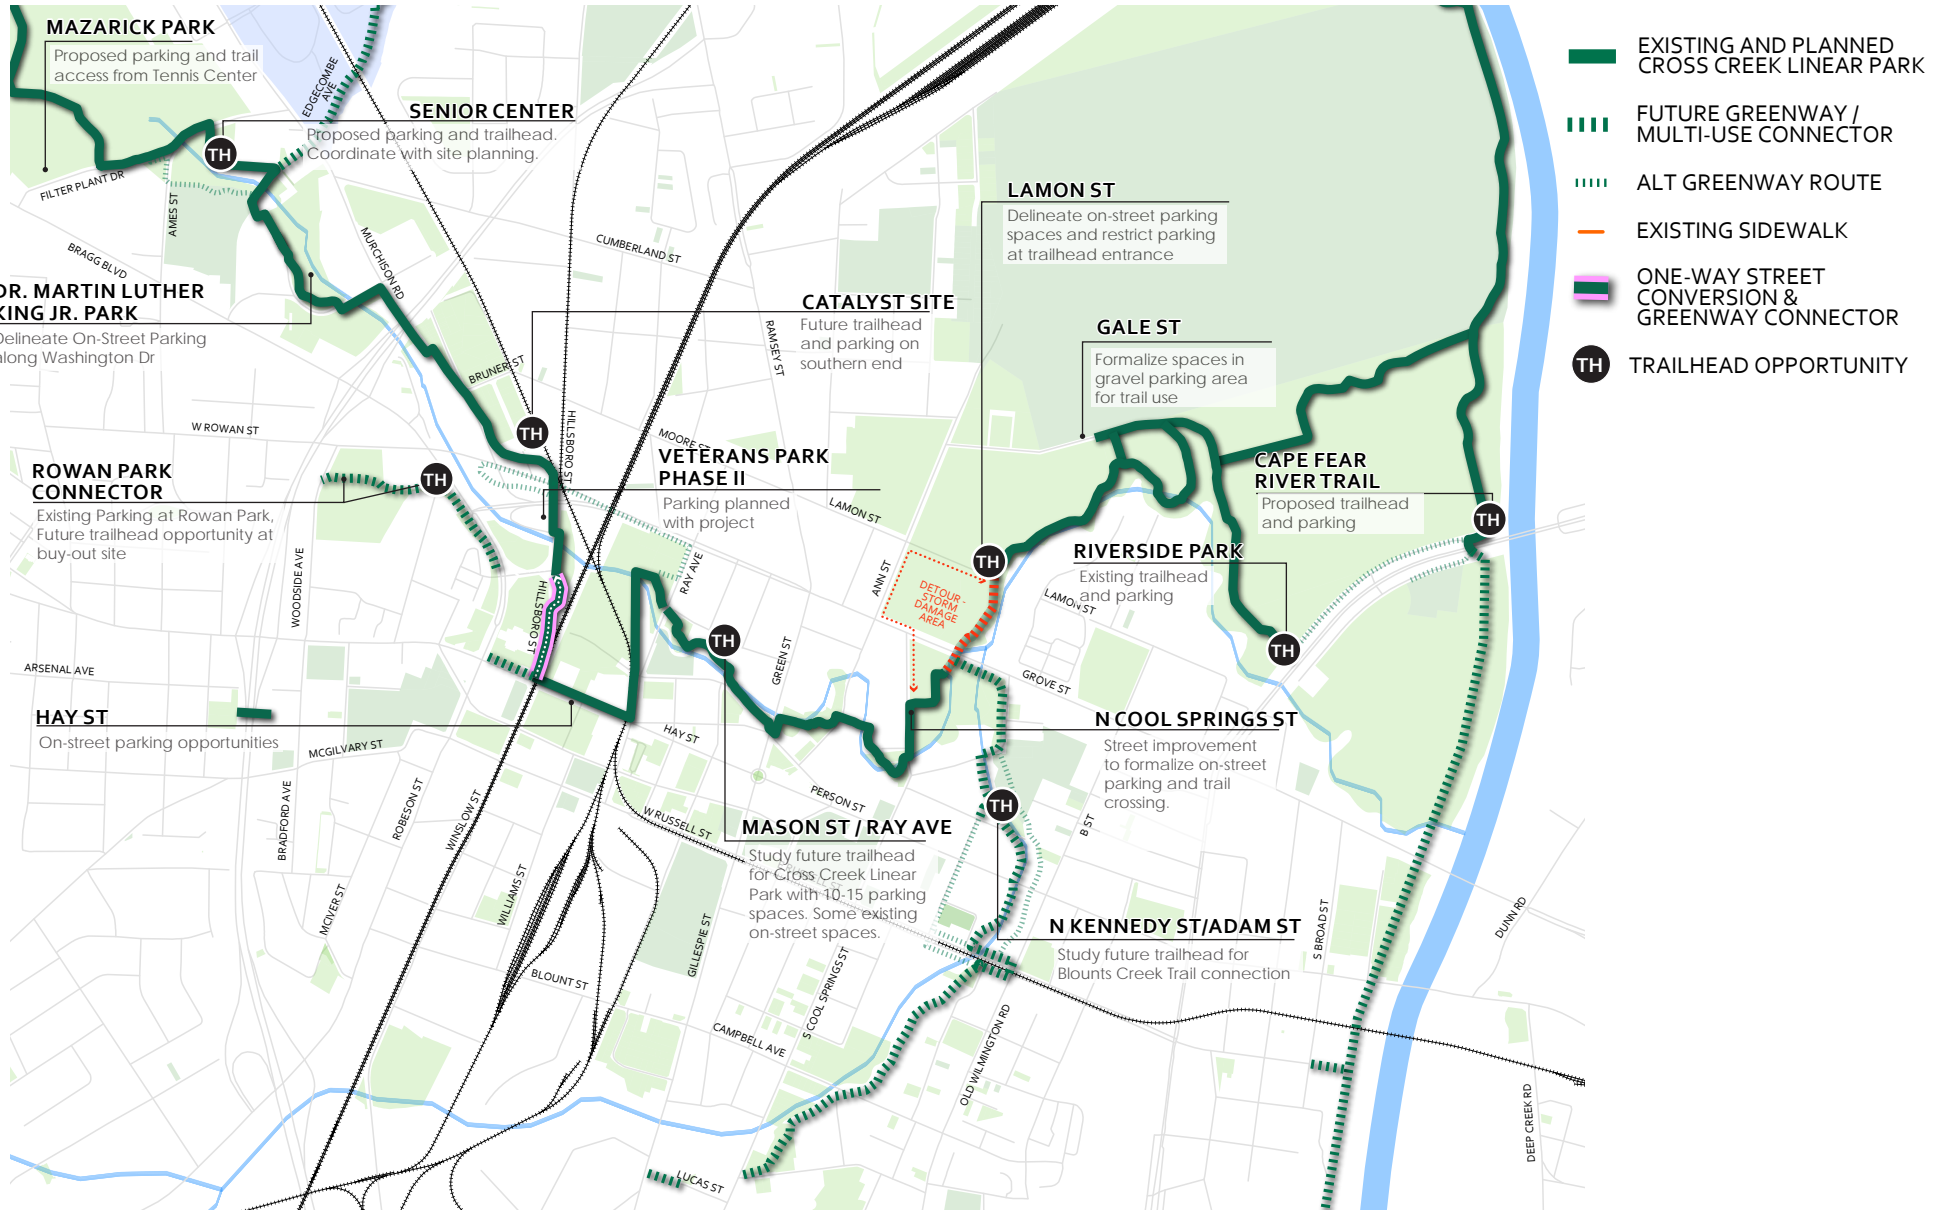 MAZARICK PARK
Proposed parking and trail
access from Tennis Center
EDGECOMBE
AVE
SENIOR CENTER
Proposed parking and trailhead.
Coordinate with site planning.
TH
FILTER PLANT DR
AMES ST
BRAGG BLVD
MURCHISON RD
DR. MARTIN LUTHER
KING JR. PARK
Delineate On-Street Parking
along Washington Dr
CUMBERLAND ST
RAMSEY ST
LAMON ST
Delineate on-street parking
spaces and restrict parking
at trailhead entrance
CATALYST SITE
Future trailhead
and parking on
southern end
GALE ST
Formalize spaces in
gravel parking area
for trail use
BRUNER ST
TH
HILLSBORO ST
W ROWAN ST
MOORE ST
VETERANS PARK
PHASE II
Parking planned
with project
ROWAN PARK
CONNECTOR
Existing Parking at Rowan Park,
Future trailhead opportunity at
buy-out site
TH
LAMON ST
CAPE FEAR
RIVER TRAIL
Proposed trailhead
and parking
TH
WOODSIDE AVE
HILLSBORO ST
RAY AVE
ANN ST
DETOUR -
STORM
DAMAGE
AREA
TH
RIVERSIDE PARK
Existing trailhead
and parking
LAMON ST
TH
ARSENAL AVE
TH
GREEN ST
GROVE ST
HAY ST
On-street parking opportunities
MCGILVARY ST
HAY ST
N COOL SPRINGS ST
Street improvement
to formalize on-street
parking and trail
crossing.
BRADFORD AVE
ROBESON ST
WINSLOW ST
W RUSSELL ST
PERSON ST
TH
B ST
MASON ST / RAY AVE
Study future trailhead
for Cross Creek Linear
Park with 10-15 parking
spaces. Some existing
on-street spaces.
MCIVER ST
WILLIAMS ST
GILLESPIE ST
BLOUNT ST
S COOL SPRINGS ST
CAMPBELL AVE
N KENNEDY ST/ADAM ST
Study future trailhead for
Blounts Creek Trail connection
S BROAD ST
DUNN RD
OLD WILMINGTON RD
DEEP CREEK RD
LUCAS ST
EXISTING AND PLANNED
CROSS CREEK LINEAR PARK
FUTURE GREENWAY /
MULTI-USE CONNECTOR
ALT GREENWAY ROUTE
EXISTING SIDEWALK
ONE-WAY STREET
CONVERSION &
GREENWAY CONNECTOR
TH
TRAILHEAD OPPORTUNITY